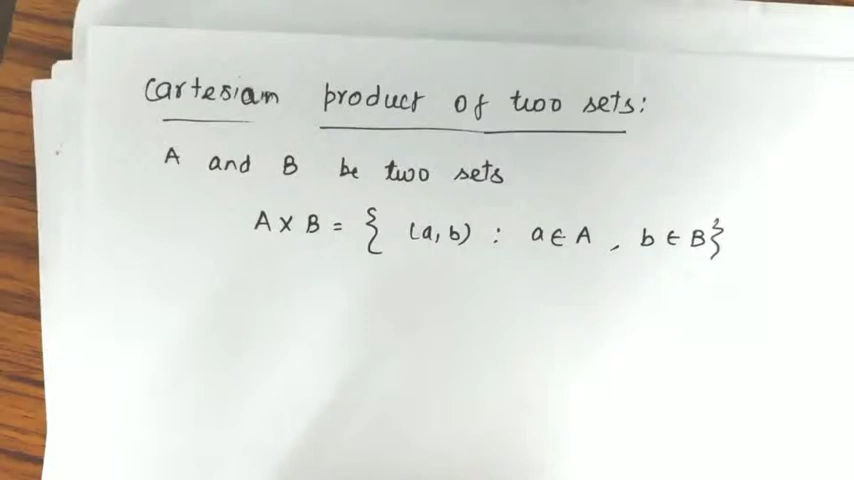 Cartesian product of two sets:
A and B be two sets
A x B = { (a, b) : a ∈ A , b ∈ B}